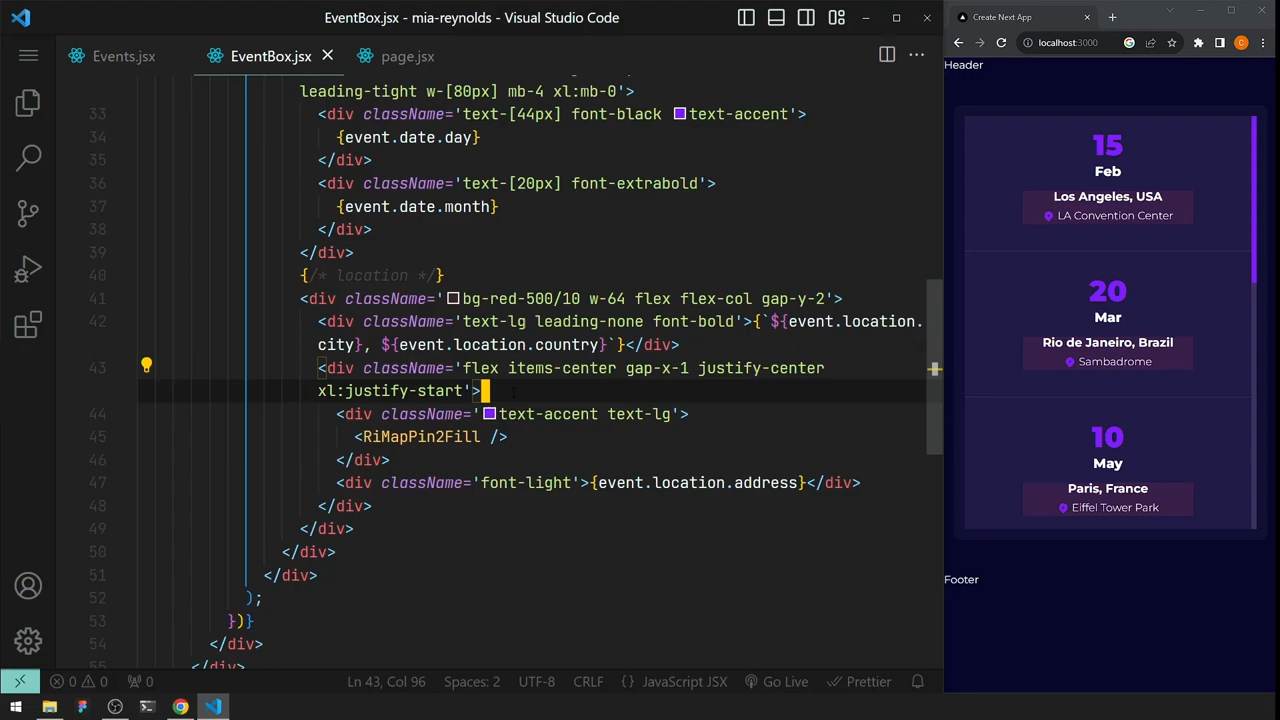 EventBox.jsx - mia-reynolds - Visual Studio Code
Events.jsx
EventBox.jsx
page.jsx
leading-tight w-[80px] mb-4 xl:mb-0'>
33 <div className='text-[44px] font-black text-accent'>
34 {event.date.day}
35 </div>
36 <div className='text-[20px] font-extrabold'>
37 {event.date.month}
38 </div>
39 </div>
40 {/* location */}
41 <div className='bg-red-500/10 w-64 flex flex-col gap-y-2'>
42 <div className='text-lg leading-none font-bold'>{`${event.location.
city}, ${event.location.country}`}</div>
43 <div className='flex items-center gap-x-1 justify-center
xl:justify-start'>
44 <div className='text-accent text-lg'>
45 <RiMapPin2Fill />
46 </div>
47 <div className='font-light'>{event.location.address}</div>
48 </div>
49 </div>
50 </div>
51 </div>
52 );
53 })}
54 </div>
55 </div>
0 0 0
Ln 43, Col 96
Spaces: 2
UTF-8
CRLF
{} JavaScript JSX
Go Live
Prettier
Create Next App
localhost:3000
C
Header
15
Feb
Los Angeles, USA
LA Convention Center
20
Mar
Rio de Janeiro, Brazil
Sambadrome
10
May
Paris, France
Eiffel Tower Park
Footer